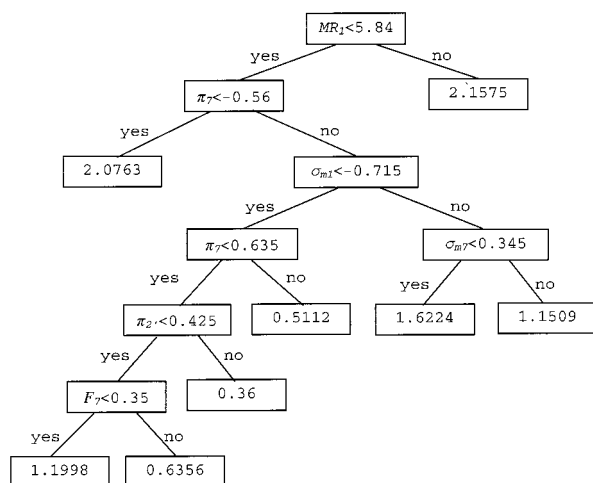 MR₁<5.84
yes
no
π₇<-0.56
2.1575
yes
no
2.0763
σₘ₁<-0.715
yes
no
π₇<0.635
σₘ₇<0.345
yes
no
yes
no
π₂'<0.425
0.5112
1.6224
1.1509
yes
no
F₇<0.35
0.36
yes
no
1.1998
0.6356